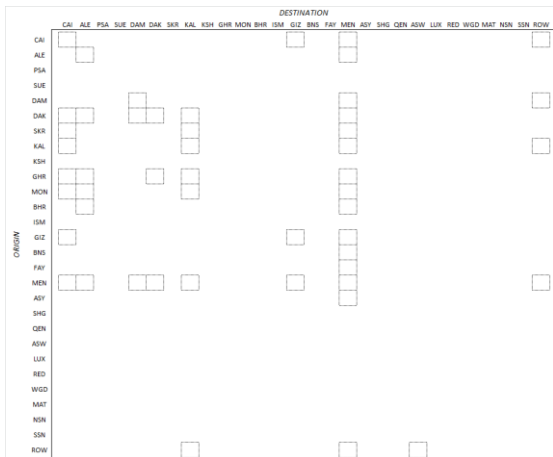 DESTINATION
CAI ALE PSA SUE DAM DAK SKR KAL KSH GHR MON BHR ISM GIZ BNS FAY MEN ASY SHG QEN ASW LUX RED WGD MAT NSN SSN ROW
ORIGIN
CAI
ALE
PSA
SUE
DAM
DAK
SKR
KAL
KSH
GHR
MON
BHR
ISM
GIZ
BNS
FAY
MEN
ASY
SHG
QEN
ASW
LUX
RED
WGD
MAT
NSN
SSN
ROW